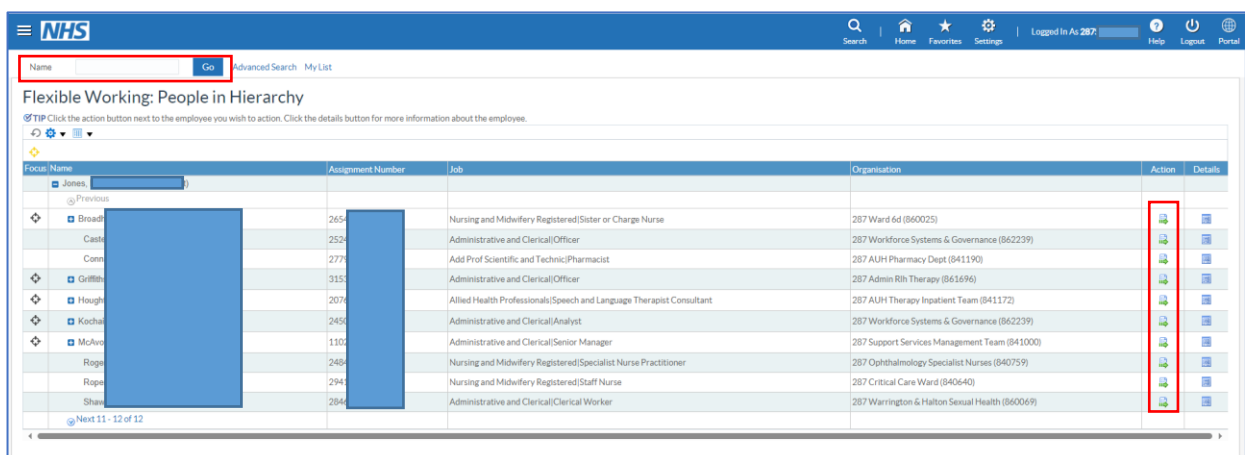 NHS
Search Home Favorites Settings Logged In As 287: Help Logout Portal
Name Go Advanced Search My List
Flexible Working: People in Hierarchy
TIP Click the action button next to the employee you wish to action. Click the details button for more information about the employee.
Focus Name Assignment Number Job Organisation Action Details
Jones,
Previous
Broadh 2654 Nursing and Midwifery Registered|Sister or Charge Nurse 287 Ward 6d (860025)
Caste 2524 Administrative and Clerical|Officer 287 Workforce Systems & Governance (862239)
Conn 2779 Add Prof Scientific and Technic|Pharmacist 287 AUH Pharmacy Dept (841190)
Griffith 3153 Administrative and Clerical|Officer 287 Admin Rlh Therapy (861696)
Hough 2076 Allied Health Professionals|Speech and Language Therapist Consultant 287 AUH Therapy Inpatient Team (841172)
Kochai 2450 Administrative and Clerical|Analyst 287 Workforce Systems & Governance (862239)
McAvo 1102 Administrative and Clerical|Senior Manager 287 Support Services Management Team (841000)
Roge 2484 Nursing and Midwifery Registered|Specialist Nurse Practitioner 287 Ophthalmology Specialist Nurses (840759)
Rope 2941 Nursing and Midwifery Registered|Staff Nurse 287 Critical Care Ward (840640)
Shaw 2846 Administrative and Clerical|Clerical Worker 287 Warrington & Halton Sexual Health (860069)
Next 11 - 12 of 12